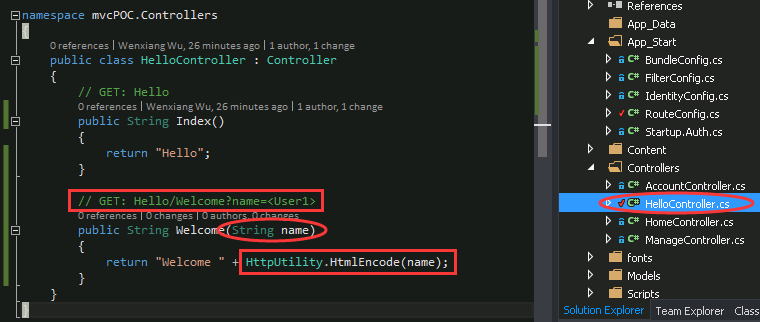 namespace mvcPOC.Controllers
{
0 references | Wenxiang Wu, 26 minutes ago | 1 author, 1 change
public class HelloController : Controller
{
// GET: Hello
0 references | Wenxiang Wu, 26 minutes ago | 1 author, 1 change
public String Index()
{
return "Hello";
}
// GET: Hello/Welcome?name=<User1>
0 references | 0 changes | 0 authors, 0 changes
public String Welcome(String name)
{
return "Welcome " + HttpUtility.HtmlEncode(name);
}
}
}
References
App_Data
App_Start
C# BundleConfig.cs
C# FilterConfig.cs
C# IdentityConfig.cs
C# RouteConfig.cs
C# Startup.Auth.cs
Content
Controllers
C# AccountController.cs
C# HelloController.cs
C# HomeController.cs
C# ManageController.cs
fonts
Models
Scripts
Solution Explorer Team Explorer Class View